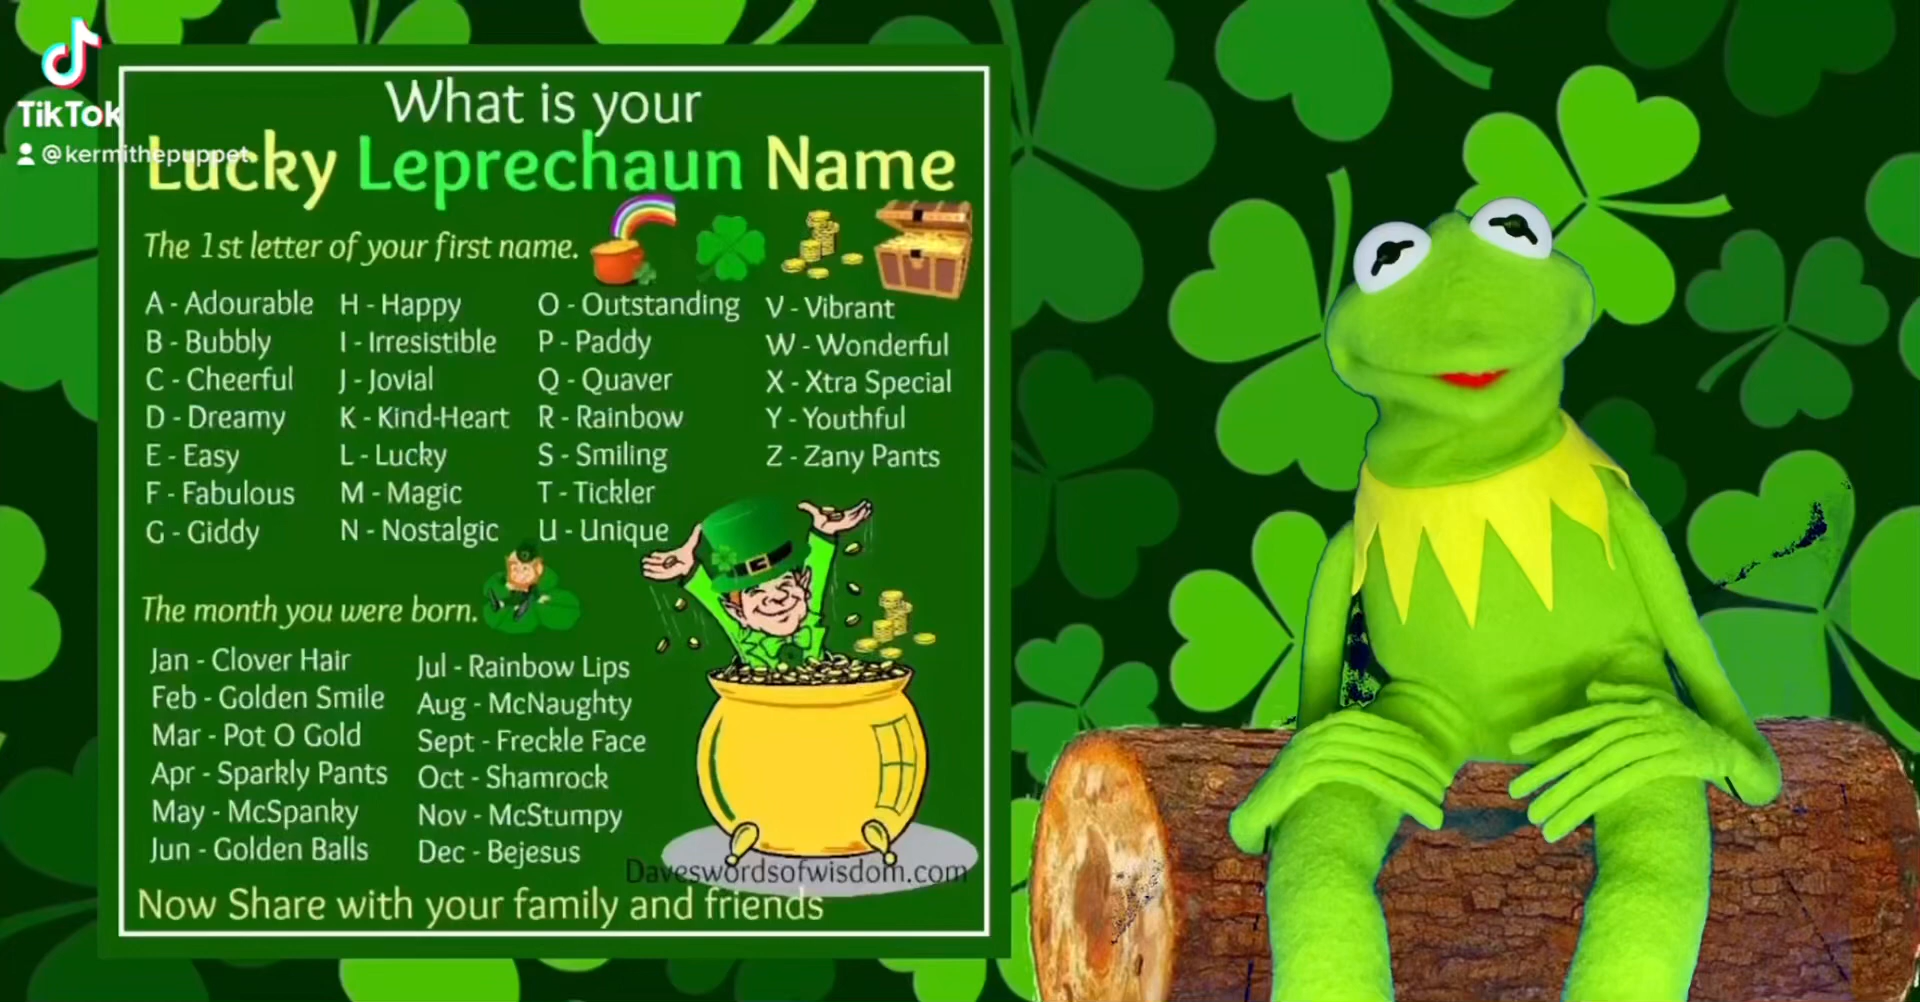 TikTok
@kermithepuppet
What is your
Lucky Leprechaun Name
The 1st letter of your first name.
A - Adourable
B - Bubbly
C - Cheerful
D - Dreamy
E - Easy
F - Fabulous
G - Giddy
H - Happy
I - Irresistible
J - Jovial
K - Kind-Heart
L - Lucky
M - Magic
N - Nostalgic
O - Outstanding
P - Paddy
Q - Quaver
R - Rainbow
S - Smiling
T - Tickler
U - Unique
V - Vibrant
W - Wonderful
X - Xtra Special
Y - Youthful
Z - Zany Pants
The month you were born.
Jan - Clover Hair
Feb - Golden Smile
Mar - Pot O Gold
Apr - Sparkly Pants
May - McSpanky
Jun - Golden Balls
Jul - Rainbow Lips
Aug - McNaughty
Sept - Freckle Face
Oct - Shamrock
Nov - McStumpy
Dec - Bejesus
Daveswordsofwisdom.com
Now Share with your family and friends